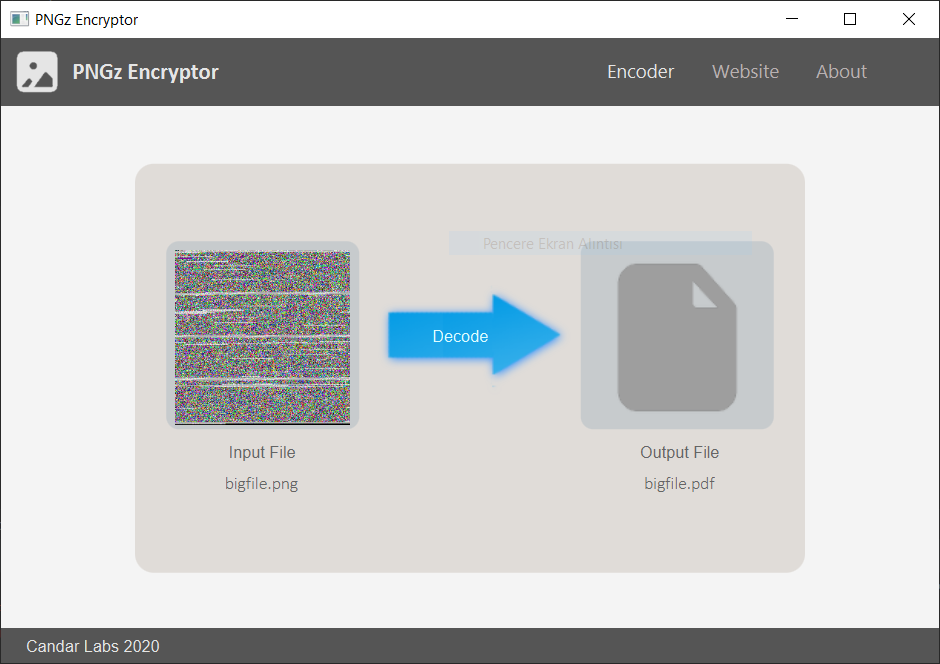 PNGz Encryptor
PNGz Encryptor
Encoder
Website
About
Pencere Ekran Alıntısı
Decode
Input File
Output File
bigfile.png
bigfile.pdf
Candar Labs 2020